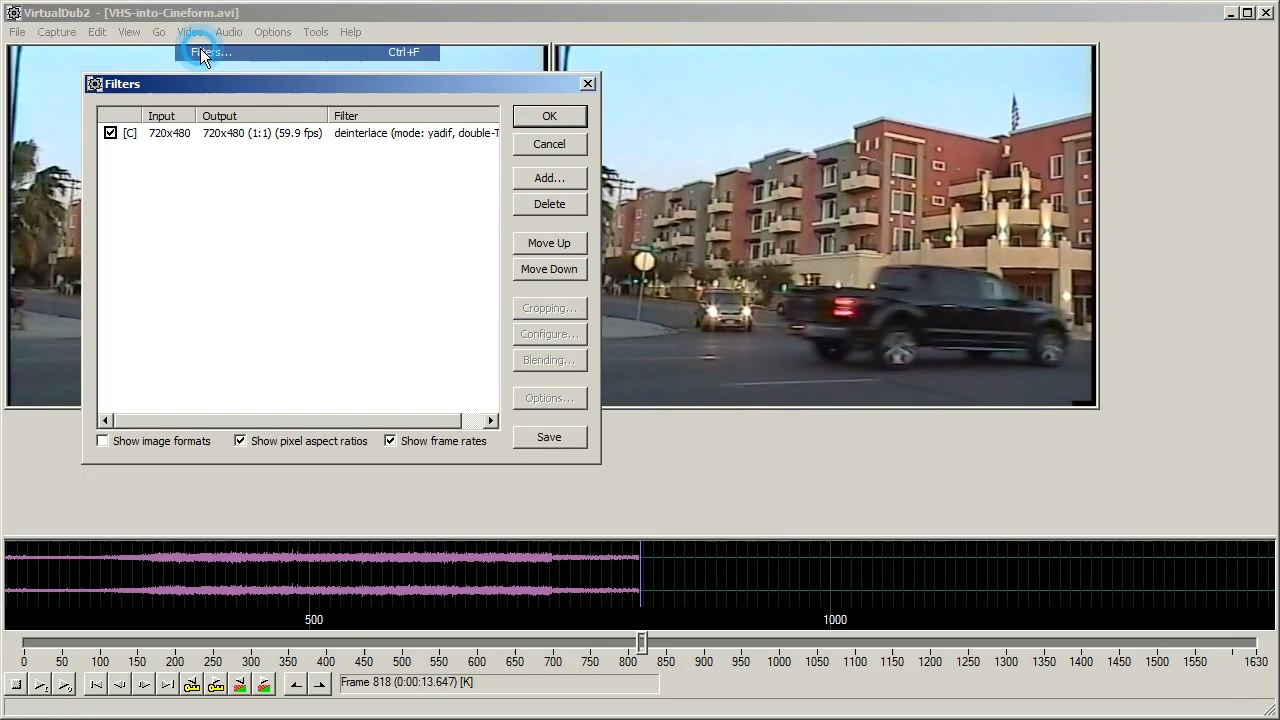 VirtualDub2 - [VHS-into-Cineform.avi]
File Capture Edit View Go Video Audio Options Tools Help
Filters... Ctrl+F
Filters
Input Output Filter
[C] 720x480 720x480 (1:1) (59.9 fps) deinterlace (mode: yadif, double-T
OK
Cancel
Add...
Delete
Move Up
Move Down
Cropping...
Configure...
Blending...
Options...
Save
Show image formats Show pixel aspect ratios Show frame rates
500 1000
0 50 100 150 200 250 300 350 400 450 500 550 600 650 700 750 800 850 900 950 1000 1050 1100 1150 1200 1250 1300 1350 1400 1450 1500 1550 1630
Frame 818 (0:00:13.647) [K]